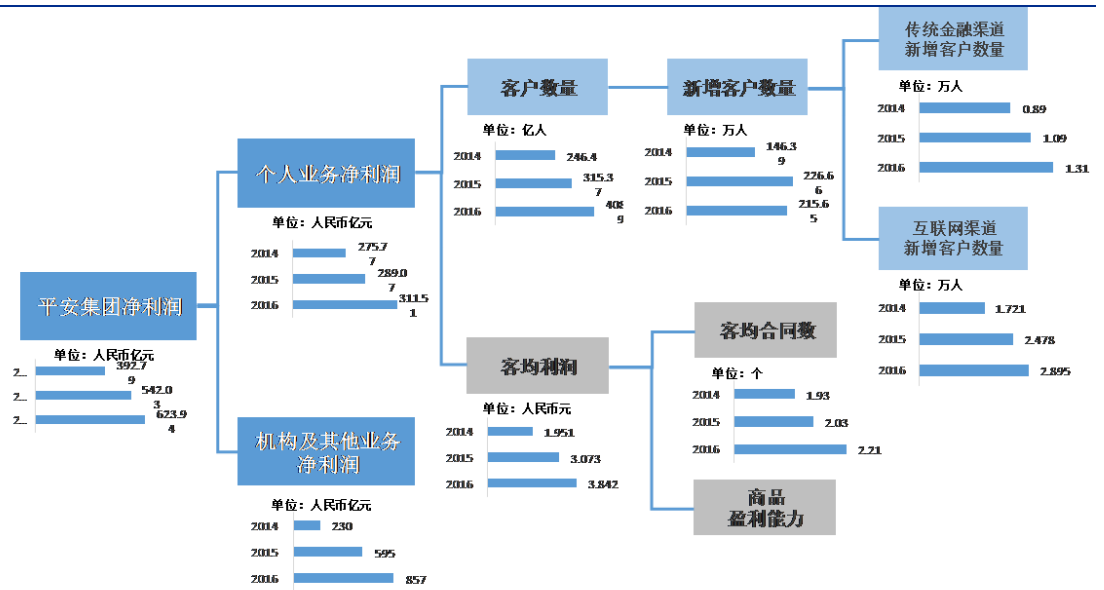 平安集团净利润
单位：人民币亿元
2...
392.7
9
2...
542.0
3
2...
623.9
4
个人业务净利润
单位：人民币亿元
2014
275.7
7
2015
289.0
7
2016
311.5
1
机构及其他业务
净利润
单位：人民币亿元
2014 230
2015 595
2016 857
客户数量
单位：亿人
2014 246.4
2015
315.3
7
2016
9
客均利润
单位：人民币元
2014 1.951
2015 3.073
2016 3.842
新增客户数量
单位：万人
2014
146.3
9
2015
226.6
6
2016
215.6
5
客均合同数
单位：个
2014 1.93
2015 2.03
2016 2.21
商品
盈利能力
传统金融渠道
新增客户数量
单位：万人
2014 0.89
2015 1.09
2016 1.31
互联网渠道
新增客户数量
单位：万人
2014 1.721
2015 2.478
2016 2.895